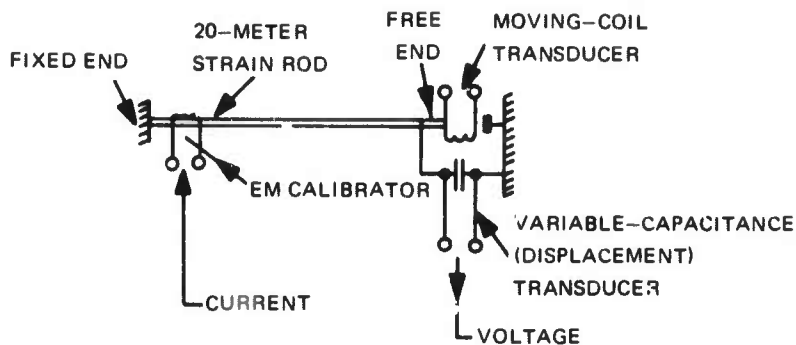 FIXED END
20-METER
STRAIN ROD
FREE
END
MOVING-COIL
TRANSDUCER
EM CALIBRATOR
CURRENT
VARIABLE-CAPACITANCE
(DISPLACEMENT)
TRANSDUCER
VOLTAGE